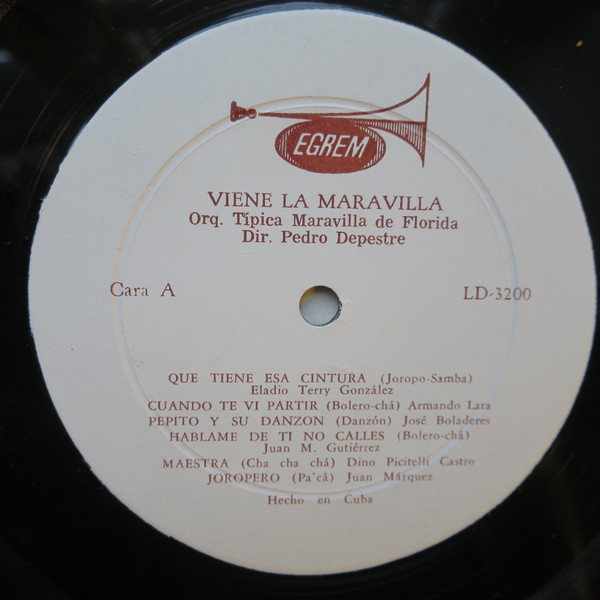 EGREM
VIENE LA MARAVILLA
Orq. Típica Maravilla de Florida
Dir. Pedro Depestre
Cara A
LD-3200
QUE TIENE ESA CINTURA (Joropo-Samba)
Eladio Terry González
CUANDO TE VI PARTIR (Bolero-chá) Armando Lara
PEPITO Y SU DANZON (Danzón) José Boladeres
HABLAME DE TI NO CALLES (Bolero-chá)
Juan M. Gutiérrez
MAESTRA (Cha cha chá) Dino Picitelli Castro
JOROPERO (Pa'cá) Juan Márquez
Hecho en Cuba